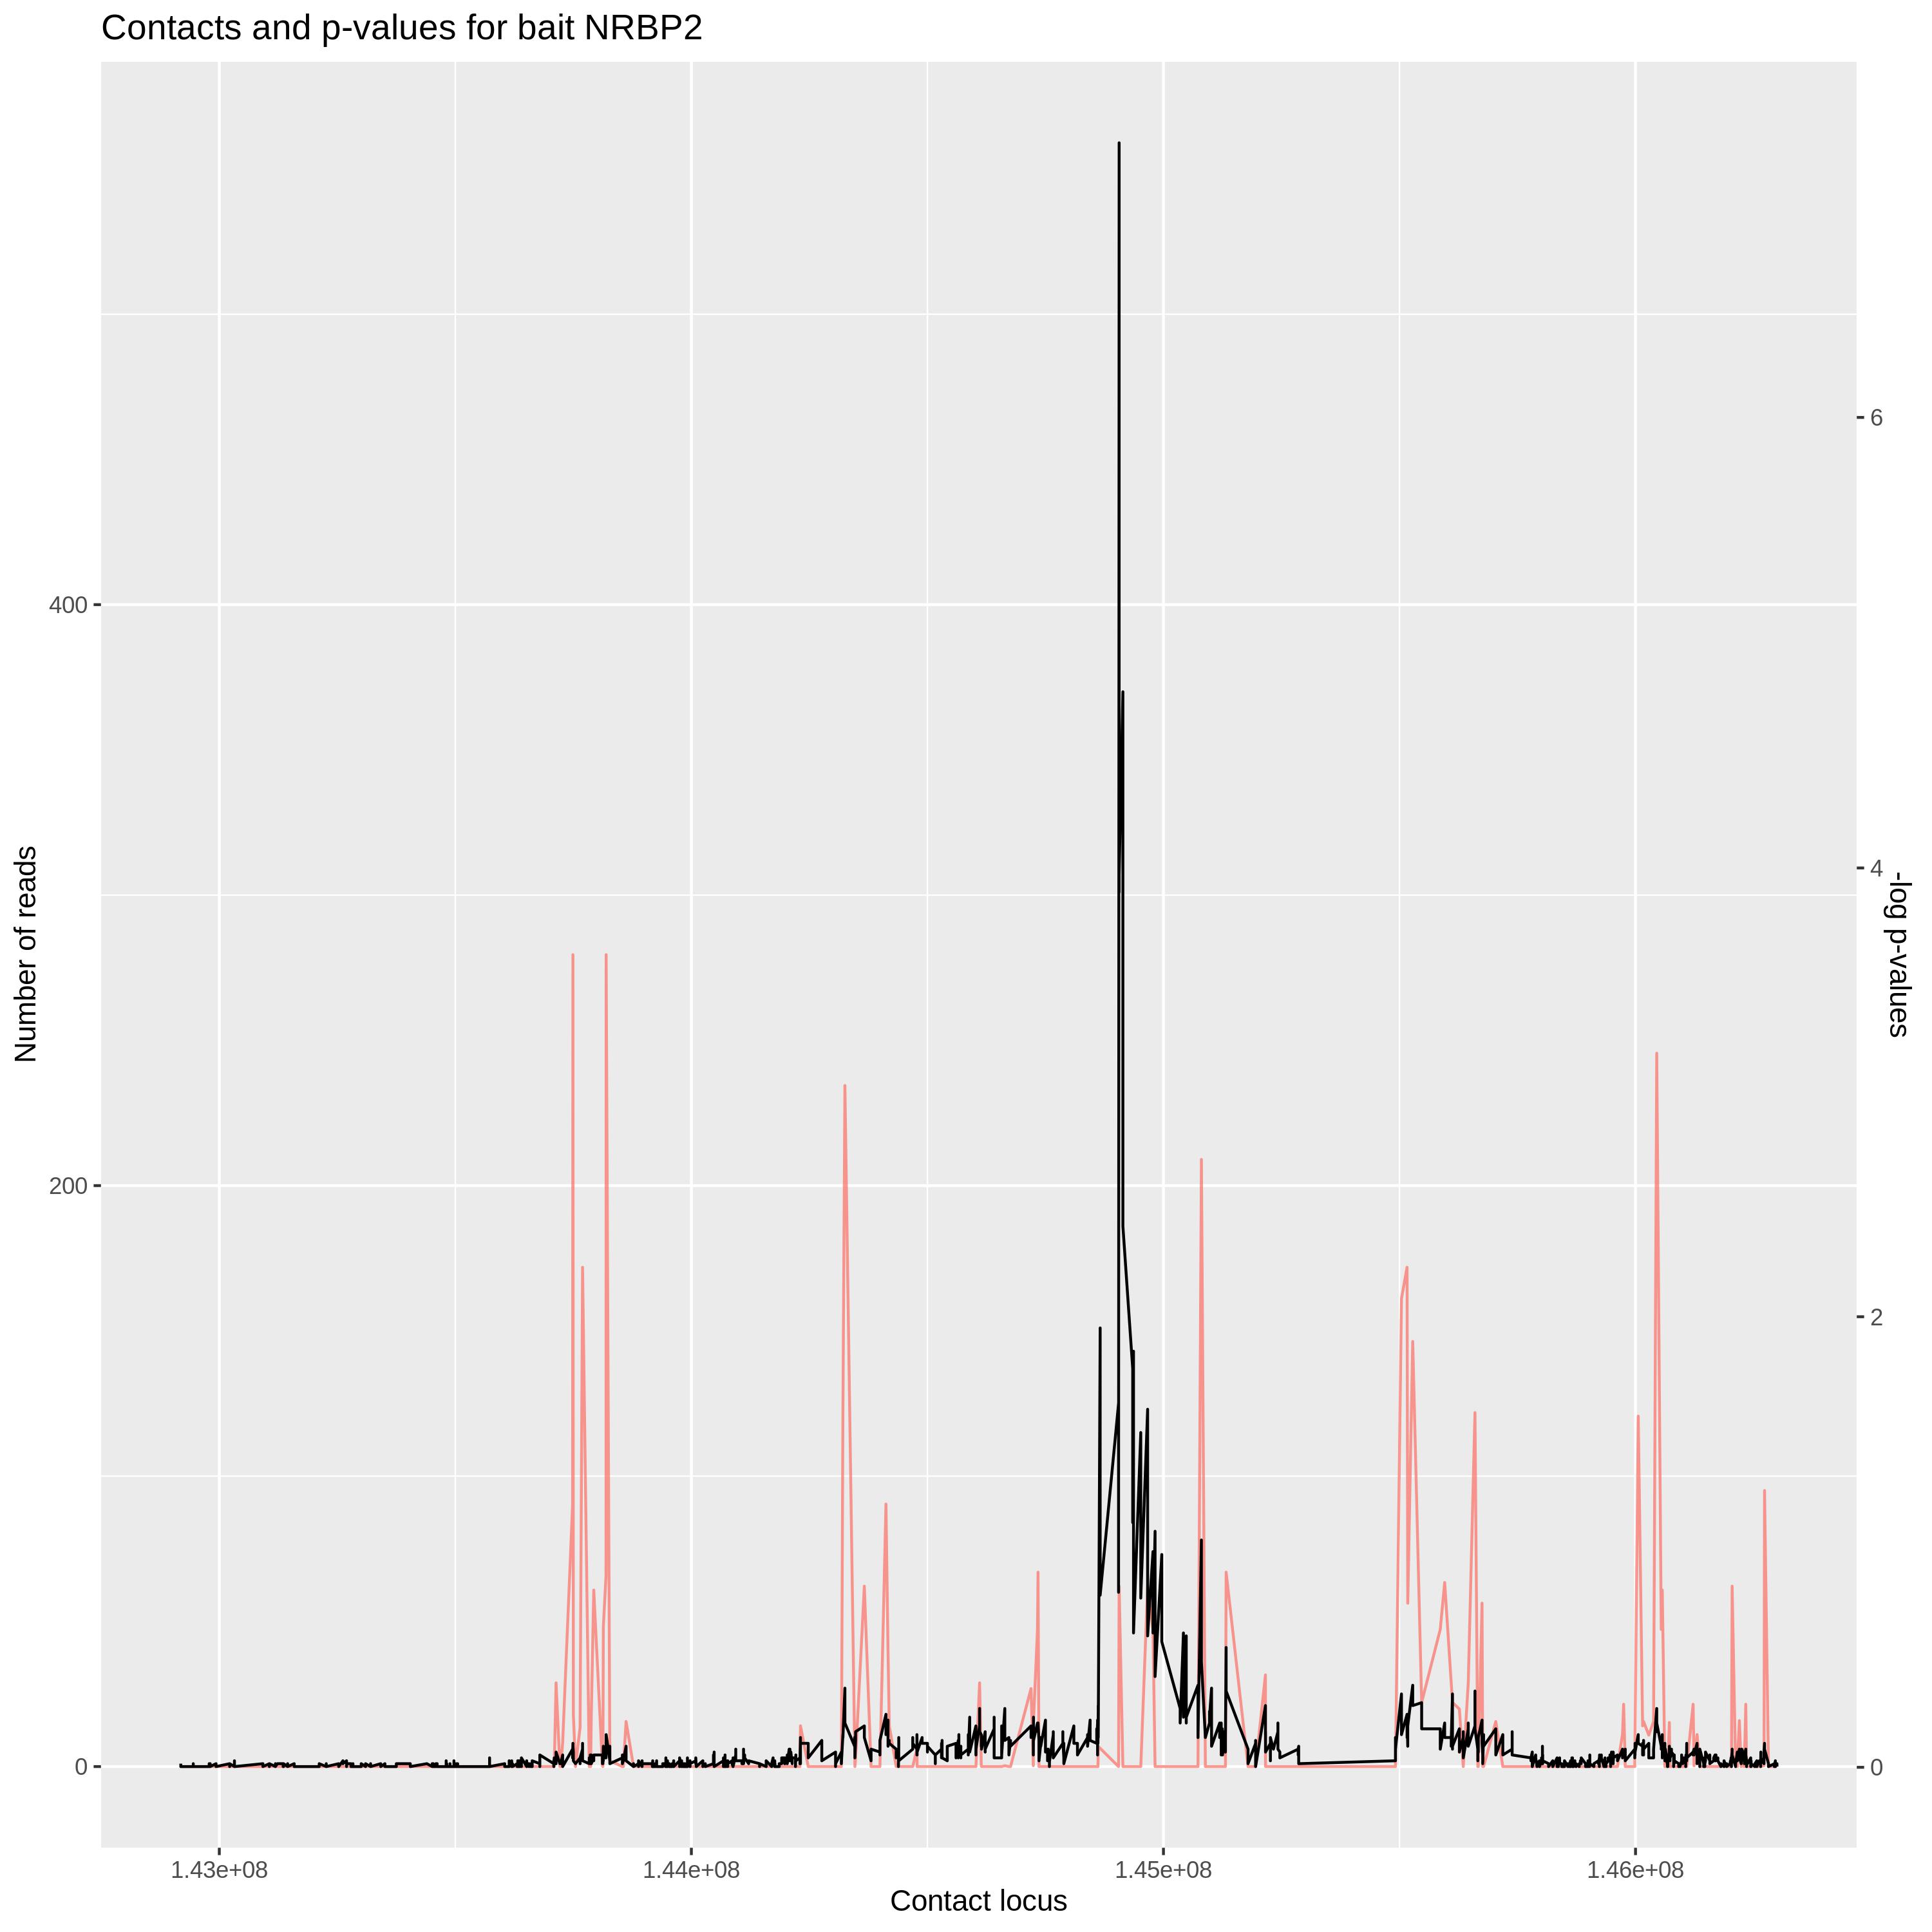 Contacts and p-values for bait NRBP2
Number of reads
400
200
0
6
4
2
0
-log p-values
1.43e+08
1.44e+08
1.45e+08
1.46e+08
Contact locus